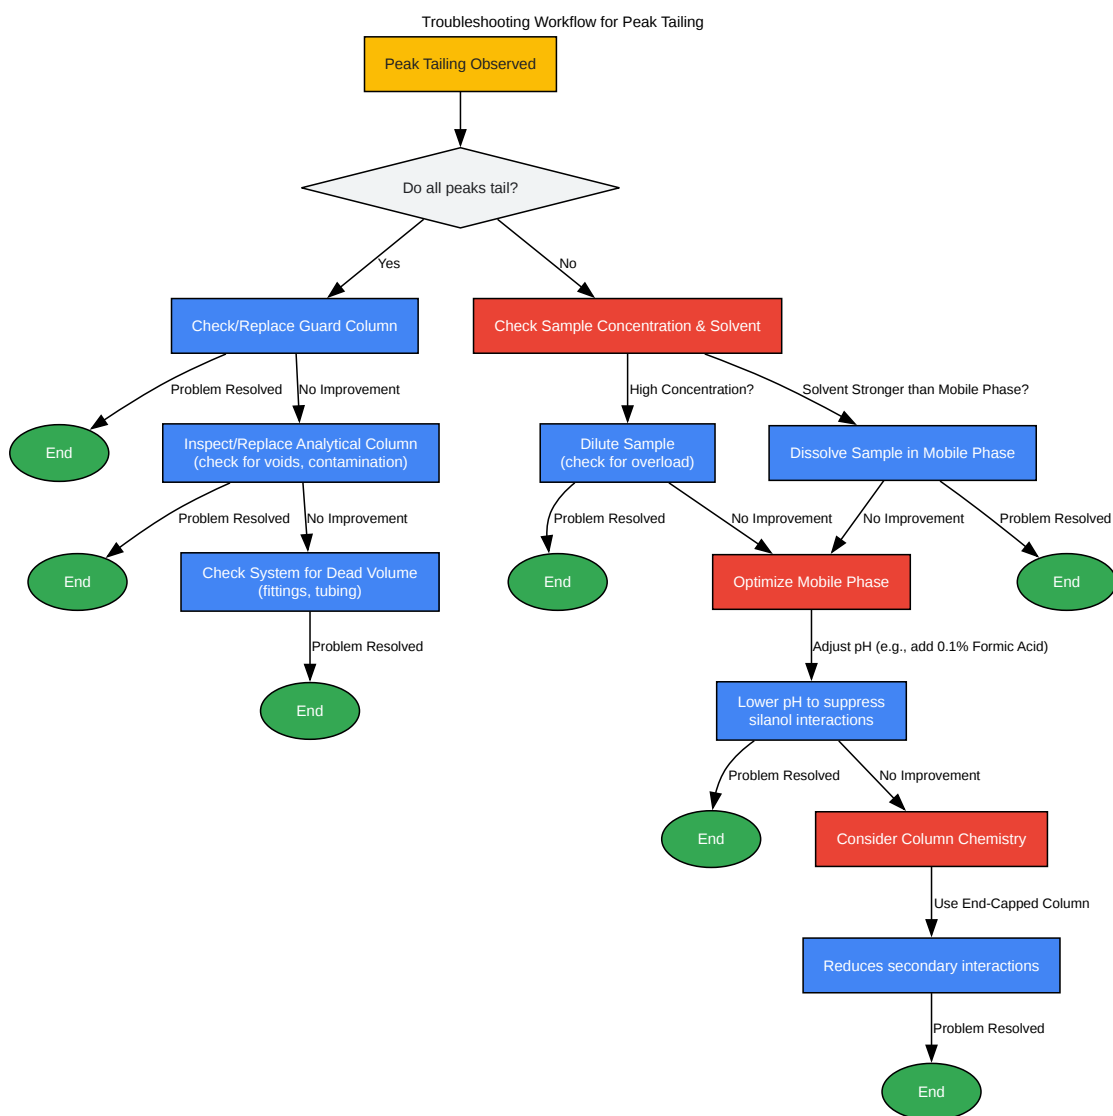 Troubleshooting Workflow for Peak Tailing
Peak Tailing Observed
Do all peaks tail?
Yes
No
Check/Replace Guard Column
Check Sample Concentration & Solvent
Problem Resolved
No Improvement
High Concentration?
Solvent Stronger than Mobile Phase?
End
Inspect/Replace Analytical Column
(check for voids, contamination)
Dilute Sample
(check for overload)
Dissolve Sample in Mobile Phase
Problem Resolved
No Improvement
Problem Resolved
No Improvement
No Improvement
Problem Resolved
End
Check System for Dead Volume
(fittings, tubing)
End
Optimize Mobile Phase
End
Problem Resolved
Adjust pH (e.g., add 0.1% Formic Acid)
End
Lower pH to suppress
silanol interactions
Problem Resolved
No Improvement
End
Consider Column Chemistry
Use End-Capped Column
Reduces secondary interactions
Problem Resolved
End